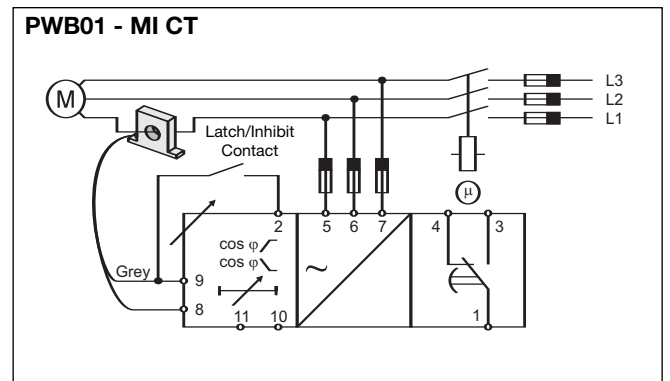 PWB01 - MI CT
L3
M
L2
L1
Latch/Inhibit
Contact
µ
2
5
6
7
4
3
cos φ
cos φ
~
Grey
9
8
11
10
1